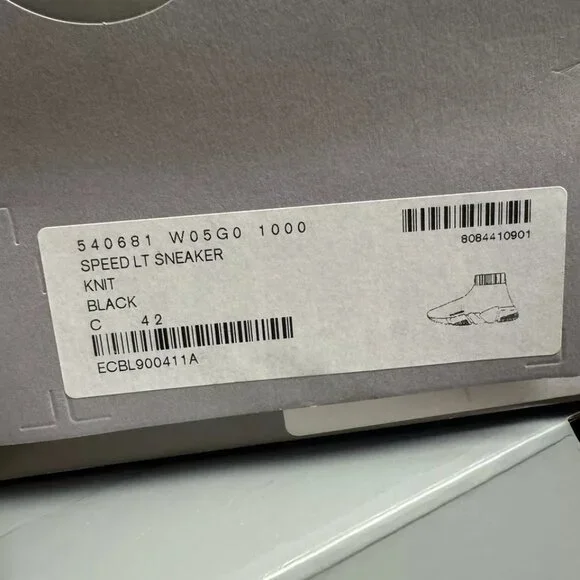 540681 W05G0 1000
SPEED LT SNEAKER
KNIT
BLACK
C 42
ECBL900411A
8084410901